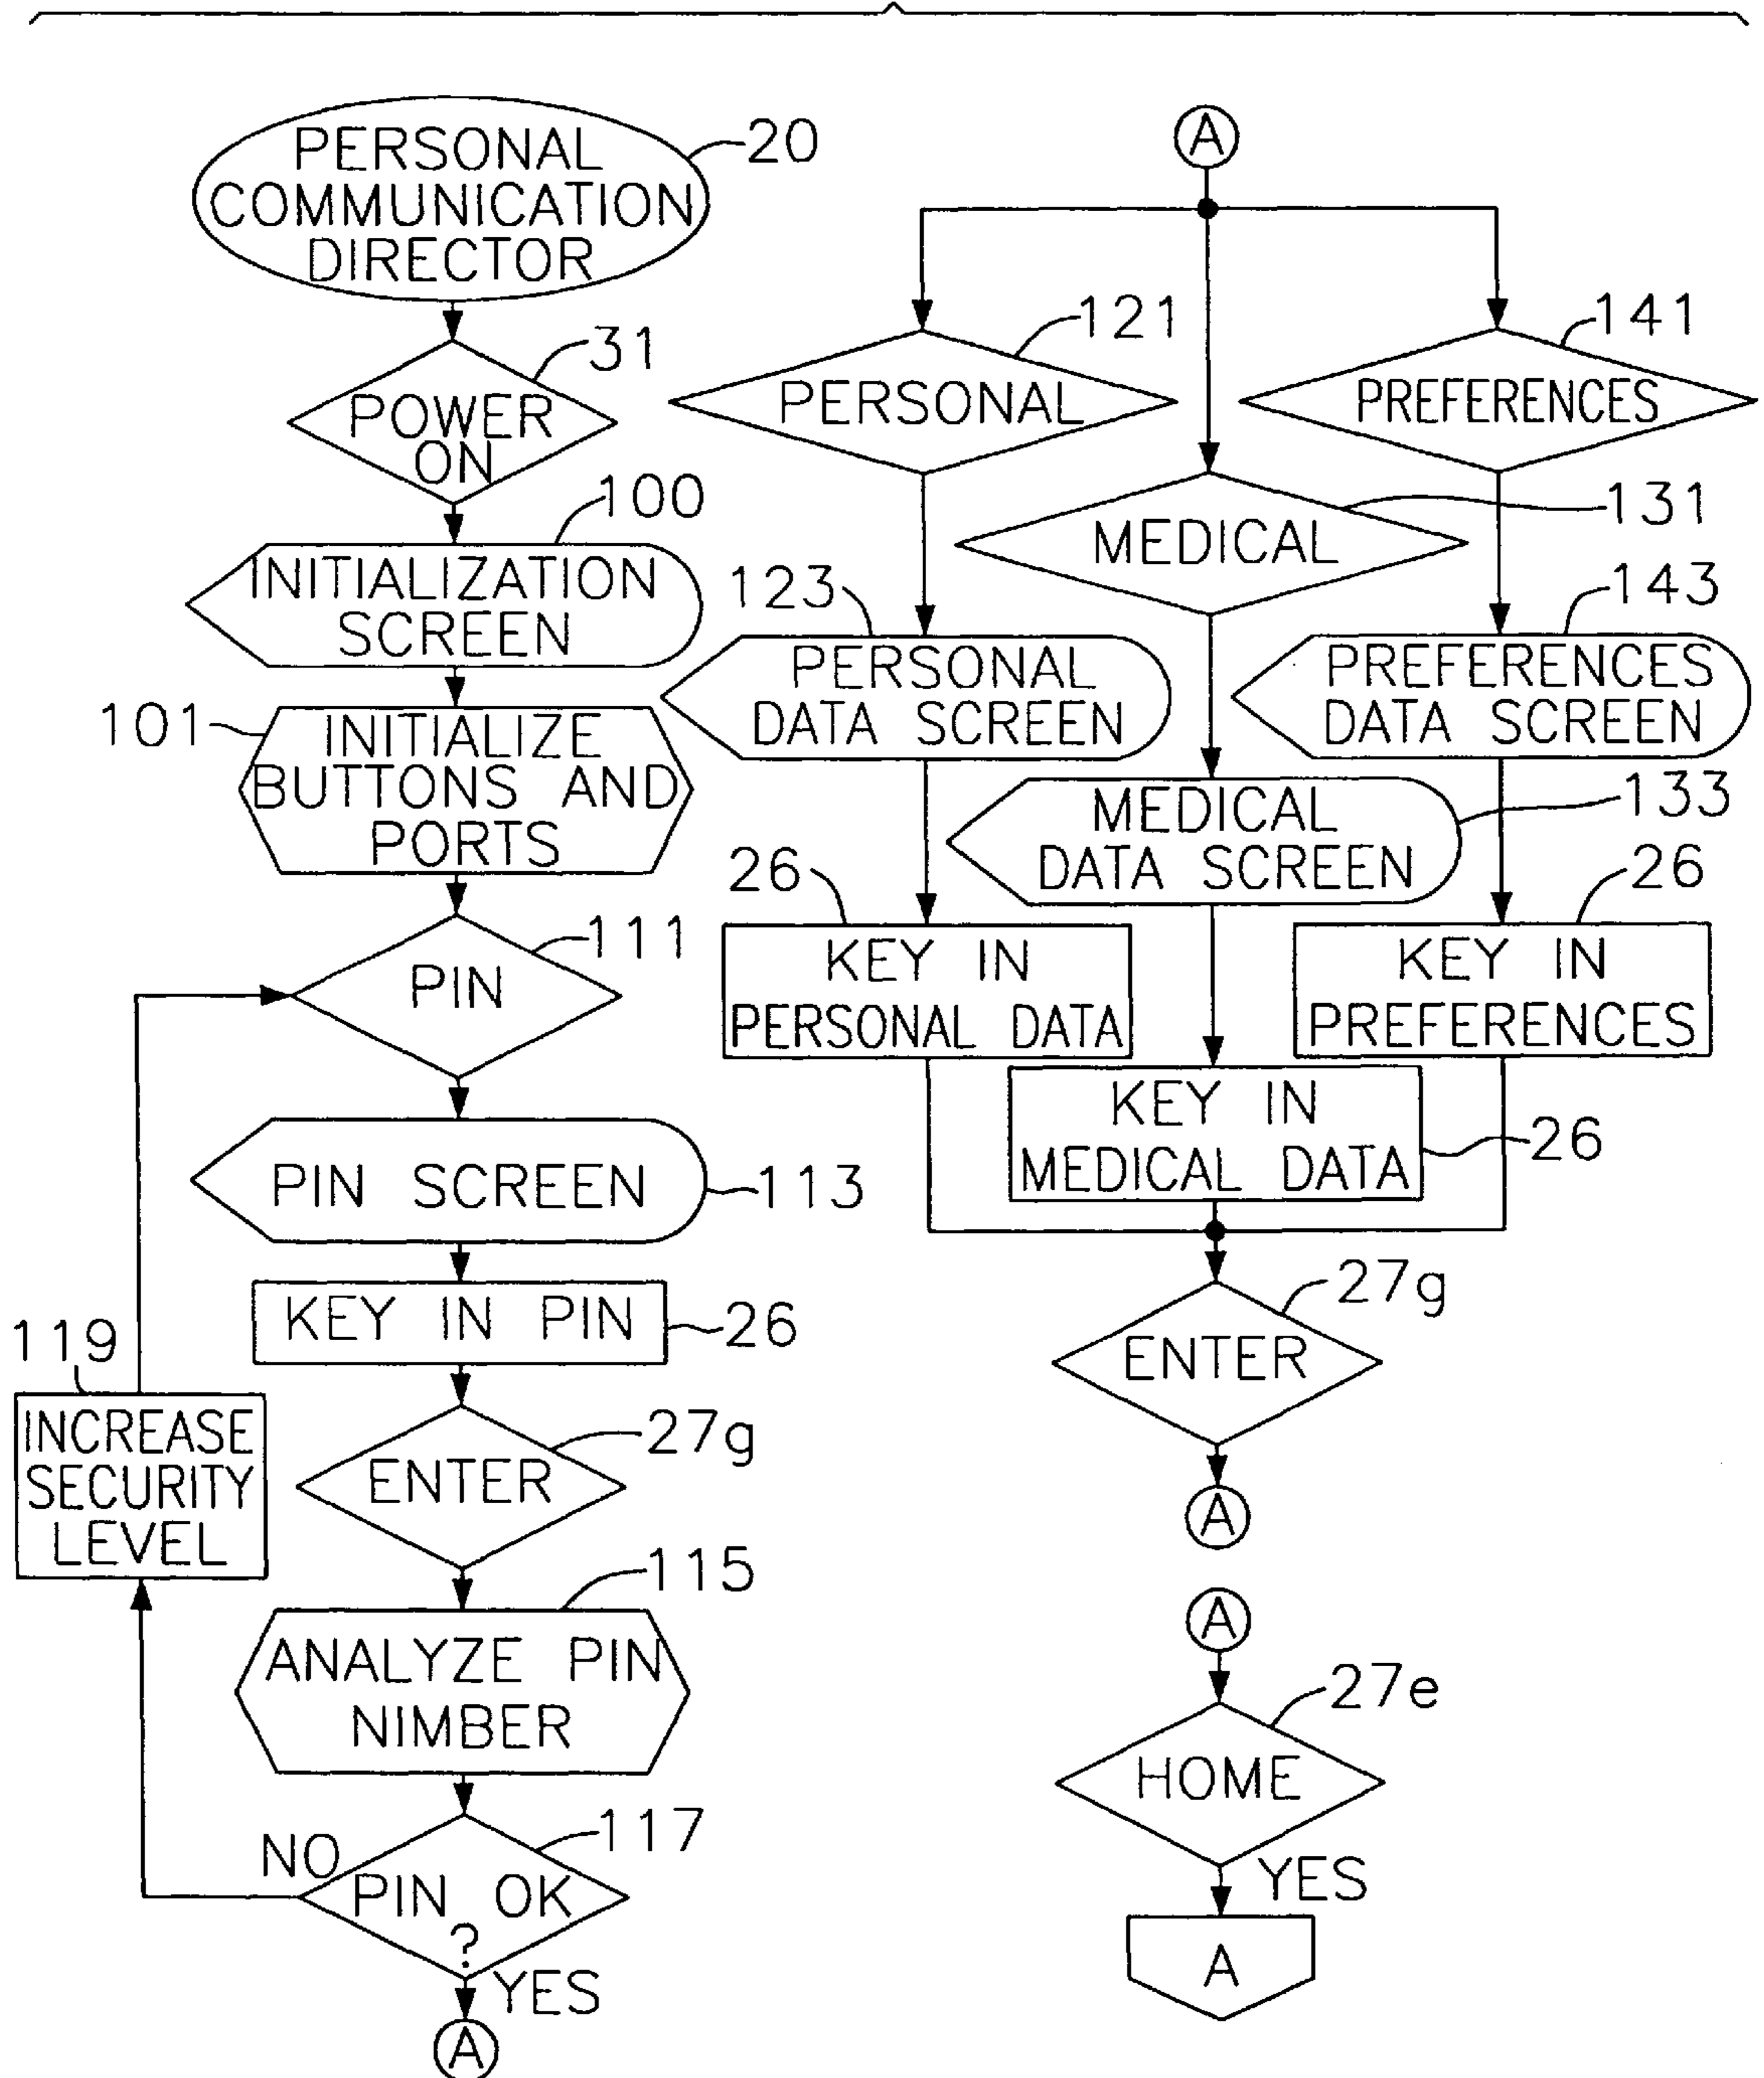 PERSONAL
COMMUNICATION
DIRECTOR
20
POWER
ON
31
100
INITIALIZATION
SCREEN
101
INITIALIZE
BUTTONS AND
PORTS
111
PIN
PIN SCREEN
113
KEY IN PIN
26
119
INCREASE
SECURITY
LEVEL
27g
ENTER
115
ANALYZE PIN
NIMBER
117
NO
PIN OK
?
YES
A
A
121
PERSONAL
141
PREFERENCES
131
MEDICAL
123
PERSONAL
DATA SCREEN
143
PREFERENCES
DATA SCREEN
133
MEDICAL
DATA SCREEN
26
KEY IN
PERSONAL DATA
26
KEY IN
PREFERENCES
KEY IN
MEDICAL DATA
26
27g
ENTER
A
A
27e
HOME
YES
A